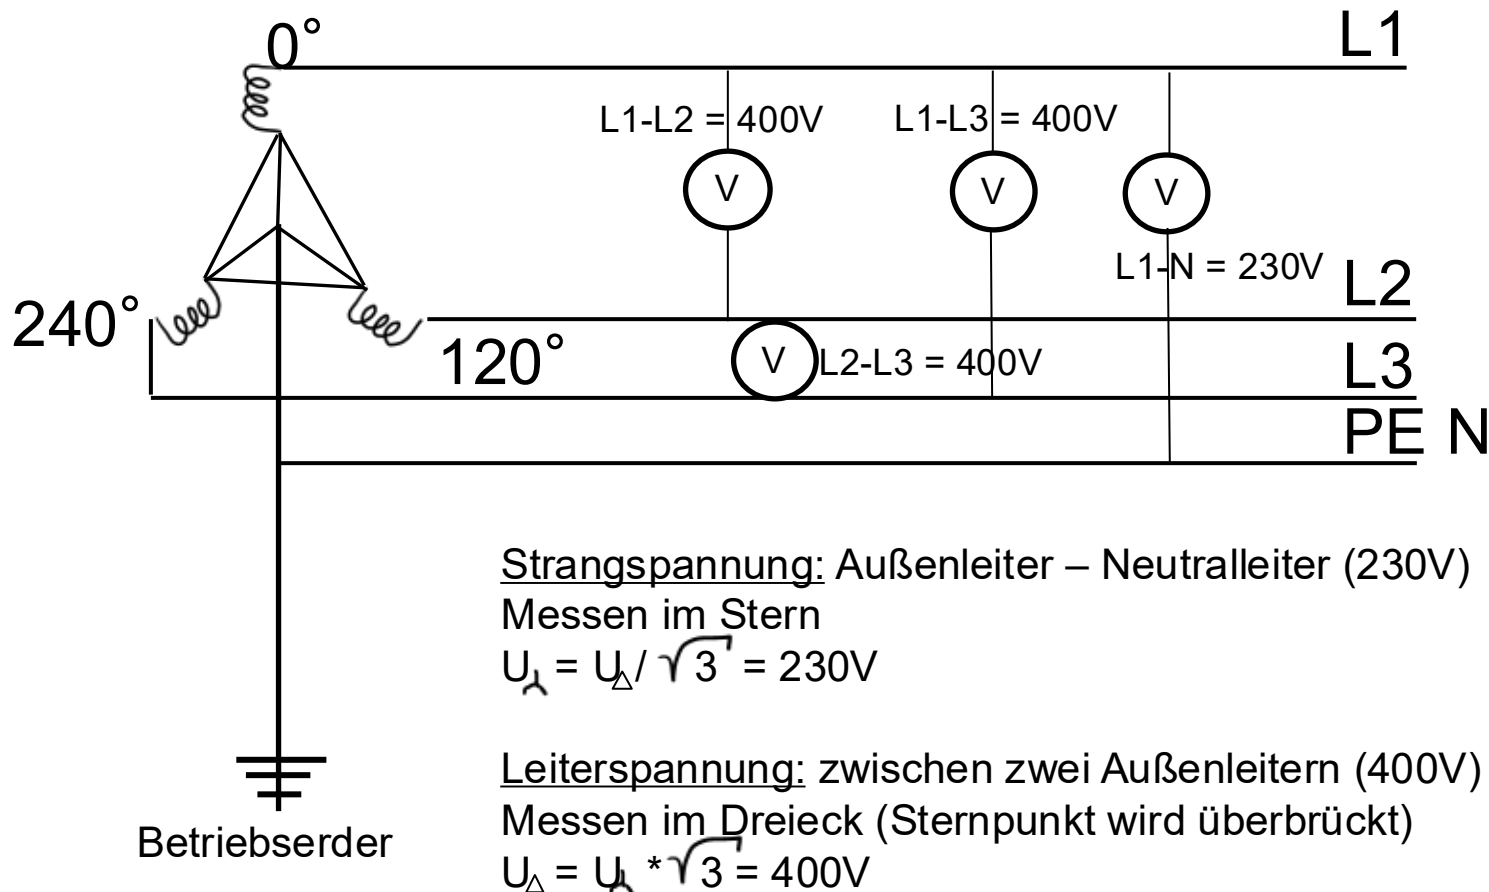 0°
L1
L1-L2 = 400V
L1-L3 = 400V
V
V
V
L1-N = 230V
L2
240°
120°
V
L2-L3 = 400V
L3
PE N
Strangspannung: Außenleiter – Neutralleiter (230V)
Messen im Stern
U⅄ = U△/ √3 = 230V
Leiterspannung: zwischen zwei Außenleitern (400V)
Messen im Dreieck (Sternpunkt wird überbrückt)
U△ = U⅄ *√3 = 400V
Betriebserder